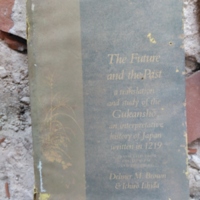 The Future
and the Past
a translation
and study of the
Gukanshō
an interpretative
history of Japan
written in 1219
Delmer M. Brown
& Ichirō Ishida